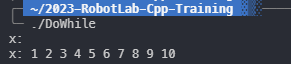 ~/2023-RobotLab-Cpp-Training
./DoWhile
x:
x: 1 2 3 4 5 6 7 8 9 10